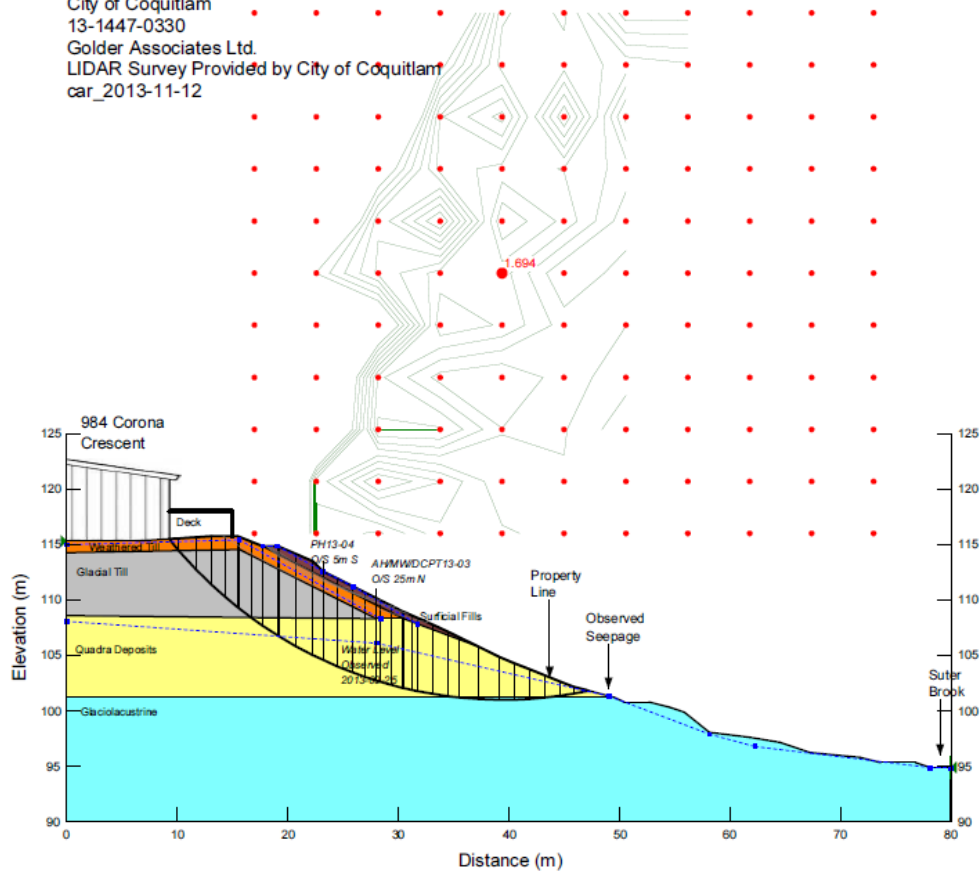 City of Coquitlam
13-1447-0330
Golder Associates Ltd.
LIDAR Survey Provided by City of Coquitlam
car_2013-11-12
1.694
984 Corona
Crescent
125
125
120
120
Deck
115
115
Weathered Till
PH13-04
O/S 5m S
AH/MW/DCPT13-03
O/S 25m N
Glacial Till
Property
Line
110
110
Surficial Fills
Observed
Seepage
Elevation (m)
105
105
Quadra Deposits
Water Level
Observed
Suter
Brook
100
100
Glaciolacustrine
95
95
90
90
0 10 20 30 40 50 60 70 80
Distance (m)